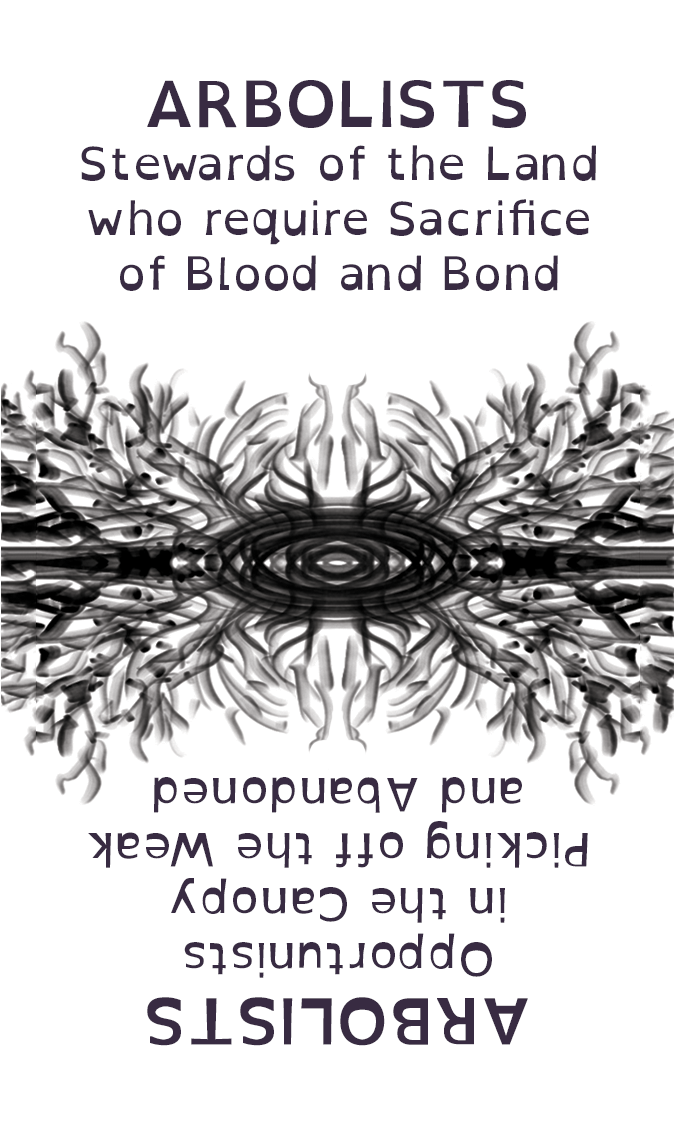 ARBOLISTS
Stewards of the Land
who require Sacrifice
of Blood and Bond
ARBOLISTS
Opportunists
in the Canopy
Picking off the Weak
and Abandoned